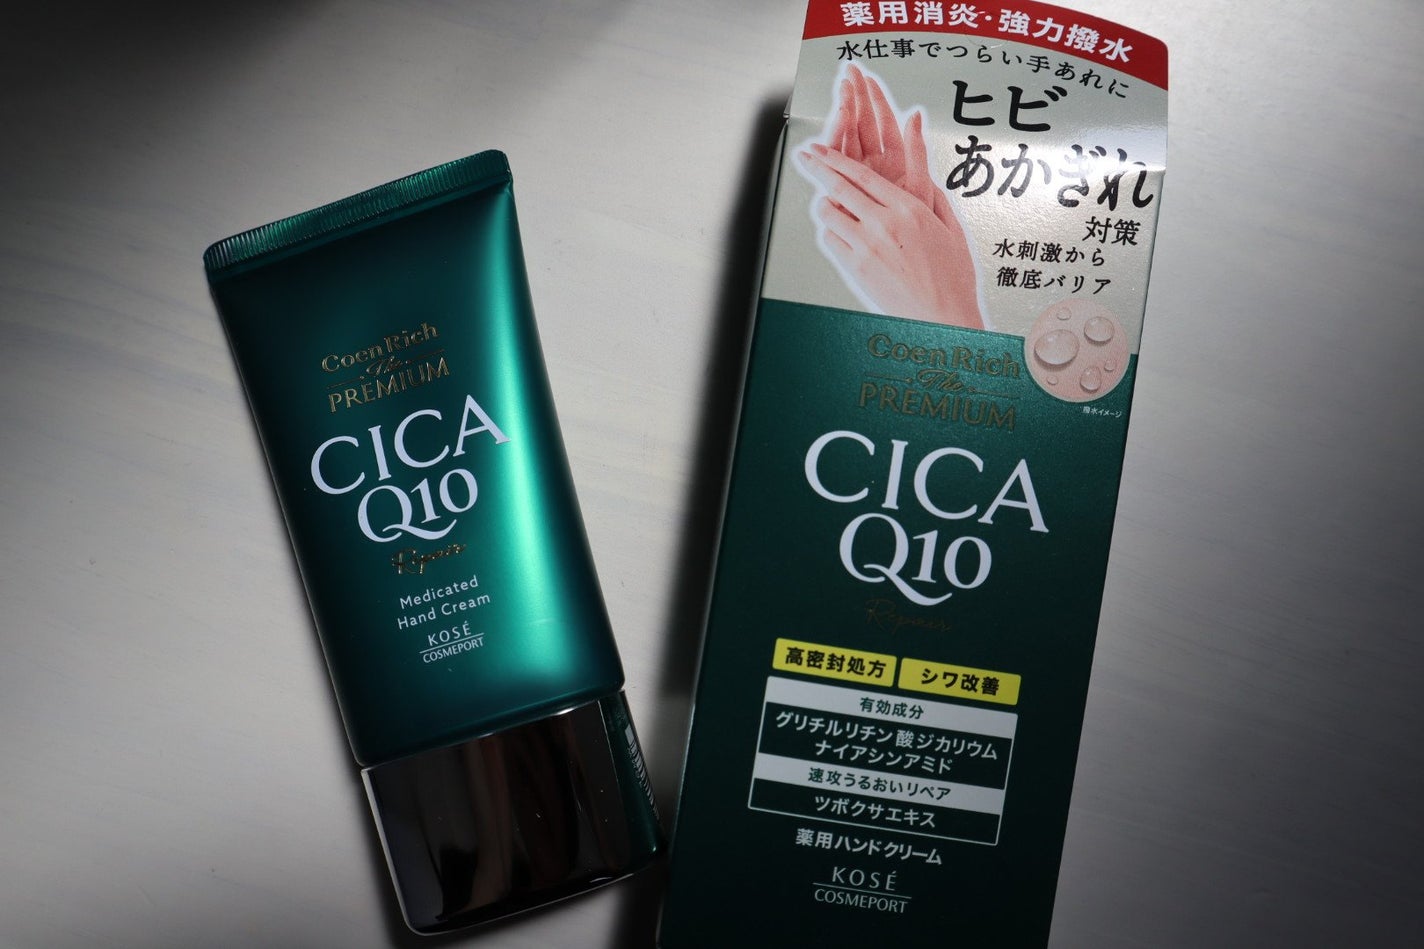 Coen Rich
The
PREMIUM
CICA
Q10
Repair
Medicated
Hand Cream
KOSÉ
COSMEPORT
薬用消炎・強力撥水
水仕事でつらい手あれに
ヒビ
あかぎれ
対策
水刺激から
徹底バリア
撥水イメージ
Coen Rich
The
PREMIUM
CICA
Q10
Repair
高密封処方 シワ改善
有効成分
グリチルリチン酸ジカリウム
ナイアシンアミド
速攻うるおいリペア
ツボクサエキス
薬用ハンドクリーム
KOSÉ
COSMEPORT